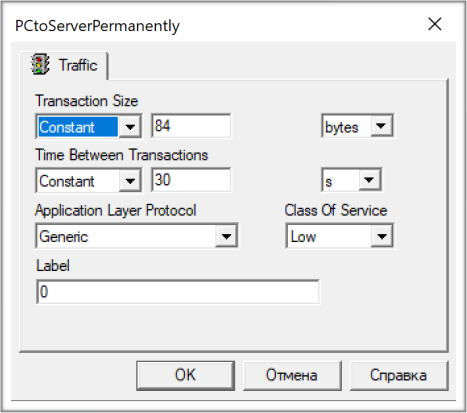 PCtoServerPermanently
Traffic
Transaction Size
Constant 84 bytes
Time Between Transactions
Constant 30 s
Application Layer Protocol Class Of Service
Generic Low
Label
0
OK Отмена Справка